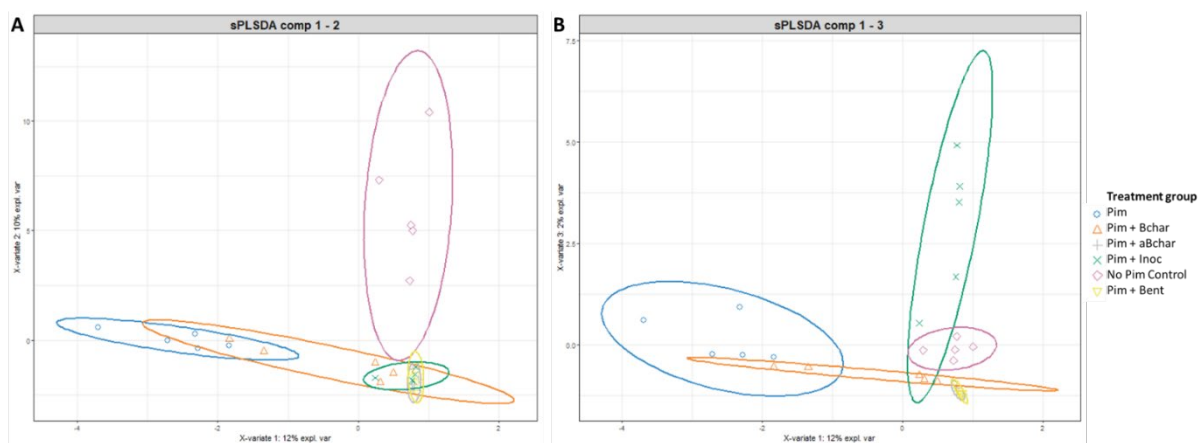 A
sPLSDA comp 1 - 2
10
5
0
-4
-2
0
2
X-variate 2: 10% expl. var
X-variate 1: 12% expl. var
B
sPLSDA comp 1 - 3
7.5
5.0
2.5
0.0
-4
-2
0
2
X-variate 3: 2% expl. var
X-variate 1: 12% expl. var
Treatment group
Pim
Pim + Bchar
Pim + aBchar
Pim + Inoc
No Pim Control
Pim + Bent